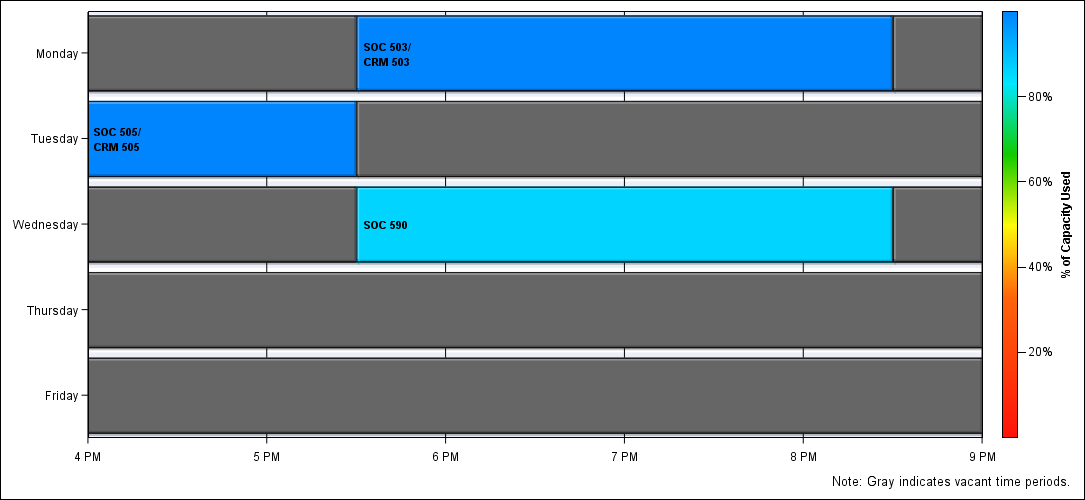 Monday
SOC 503/
CRM 503
Tuesday
SOC 505/
CRM 505
Wednesday
SOC 590
Thursday
Friday
4 PM
5 PM
6 PM
7 PM
8 PM
9 PM
80%
60%
40%
20%
% of Capacity Used
Note: Gray indicates vacant time periods.